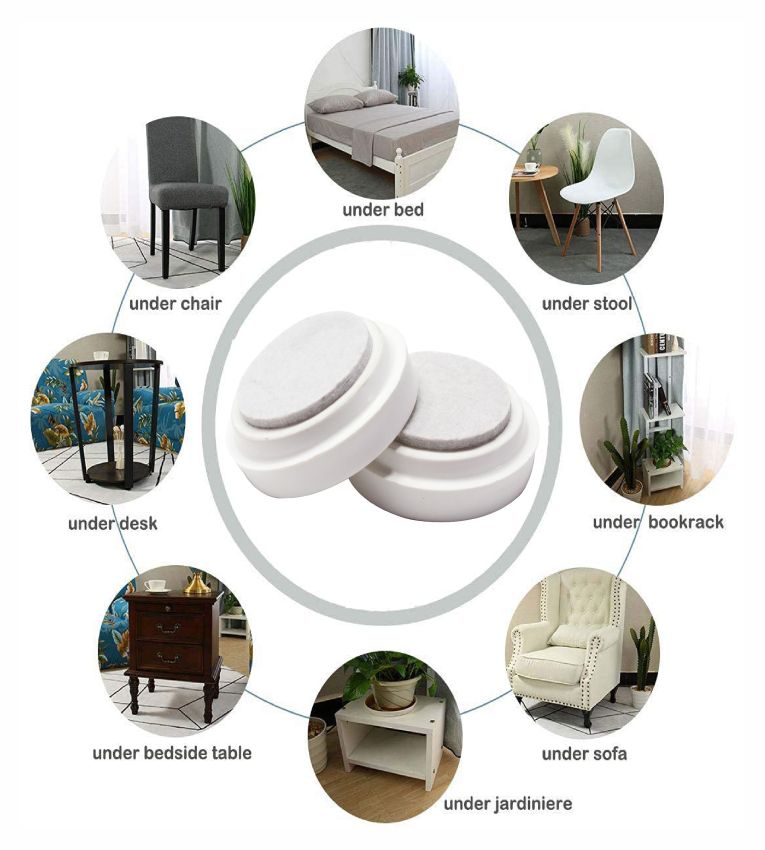 under bed
under chair
under stool
under desk
under bookrack
under bedside table
under sofa
under jardiniere